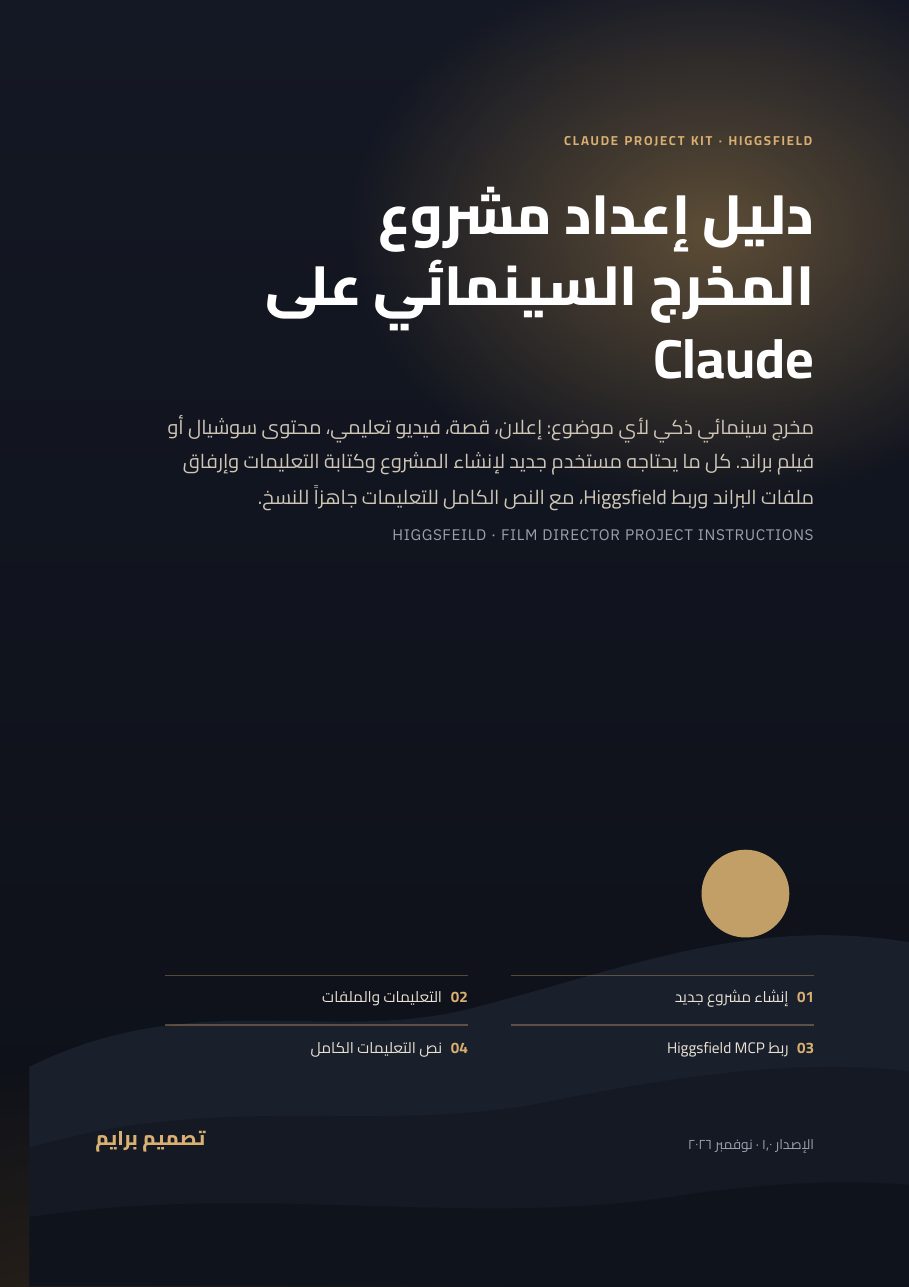 CLAUDE PROJECT KIT · HIGGSFIELD
دليل إعداد مشروع
المخرج السينمائي على
Claude
مخرج سينمائي ذكي لأي موضوع: إعلان، قصة، فيديو تعليمي، محتوى سوشيال أو
فيلم براند. كل ما يحتاجه مستخدم جديد لإنشاء المشروع وكتابة التعليمات وإرفاق
ملفات البراند وربط Higgsfield، مع النص الكامل للتعليمات جاهزاً للنسخ.
HIGGSFEILD · FILM DIRECTOR PROJECT INSTRUCTIONS
01 إنشاء مشروع جديد
02 التعليمات والملفات
03 ربط Higgsfield MCP
04 نص التعليمات الكامل
الإصدار ١,٠ · نوفمبر ٢٠٢٦
تصميم برايم